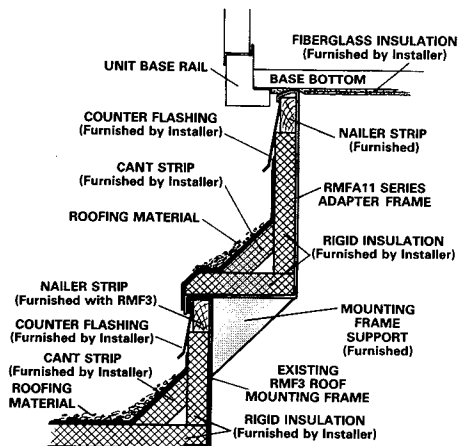 FIBERGLASS INSULATION
(Furnished by Installer)
UNIT BASE RAIL
BASE BOTTOM
COUNTER FLASHING
(Furnished by Installer)
NAILER STRIP
(Furnished)
CANT STRIP
(Furnished by Installer)
RMFA11 SERIES
ADAPTER FRAME
ROOFING MATERIAL
RIGID INSULATION
(Furnished by Installer)
NAILER STRIP
(Furnished with RMF3)
MOUNTING
FRAME
SUPPORT
(Furnished)
COUNTER FLASHING
(Furnished by Installer)
CANT STRIP
(Furnished by Installer)
EXISTING
RMF3 ROOF
MOUNTING FRAME
ROOFING
MATERIAL
RIGID INSULATION
(Furnished by Installer)